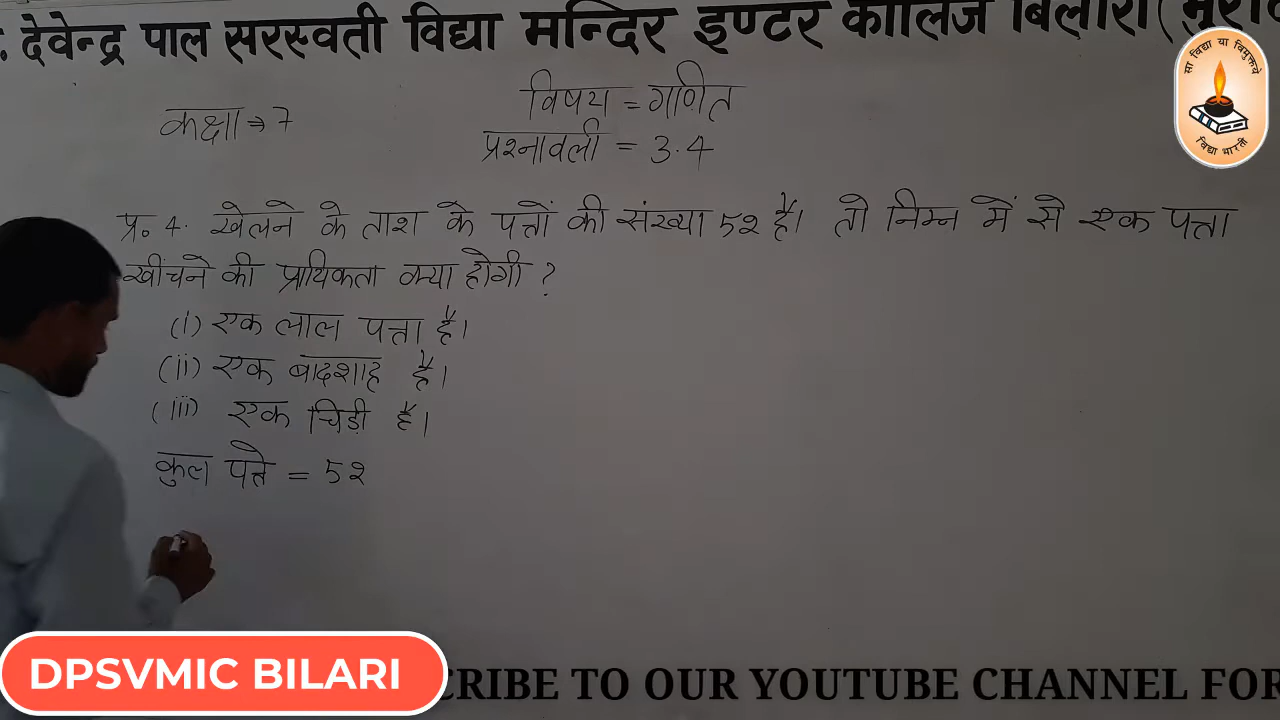 : देवेन्द्र पाल सरस्वती विद्या मन्दिर इण्टर कालिज बिलारी (मुरा
सा विद्या या विमुक्तये
विद्या भारती
विषय = गणित
कक्षा ⇒ 7
प्रश्नावली = 3.4
प्र० 4. खेलने के ताश के पत्तों की संख्या 52 है। तो निम्न में से एक पत्ता
खींचने की प्रायिकता क्या होगी ?
(i) एक लाल पत्ता है।
(ii) एक बादशाह है।
(iii) एक चिड़ी है।
कुल पत्ते = 52
DPSVMIC BILARI
CRIBE TO OUR YOUTUBE CHANNEL FOR